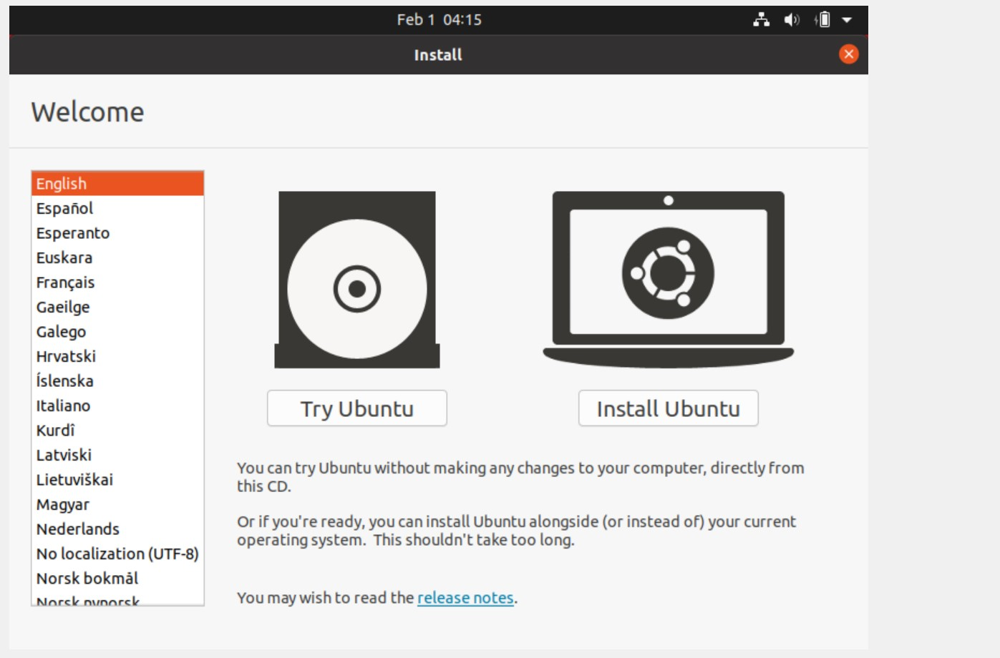 Feb 1  04:15
Install
Welcome
English
Español
Esperanto
Euskara
Français
Gaeilge
Galego
Hrvatski
Íslenska
Italiano
Kurdî
Latviski
Lietuviškai
Magyar
Nederlands
No localization (UTF-8)
Norsk bokmål
Norsk nynorsk
Try Ubuntu
Install Ubuntu
You can try Ubuntu without making any changes to your computer, directly from
this CD.
Or if you're ready, you can install Ubuntu alongside (or instead of) your current
operating system.  This shouldn't take too long.
You may wish to read the release notes.